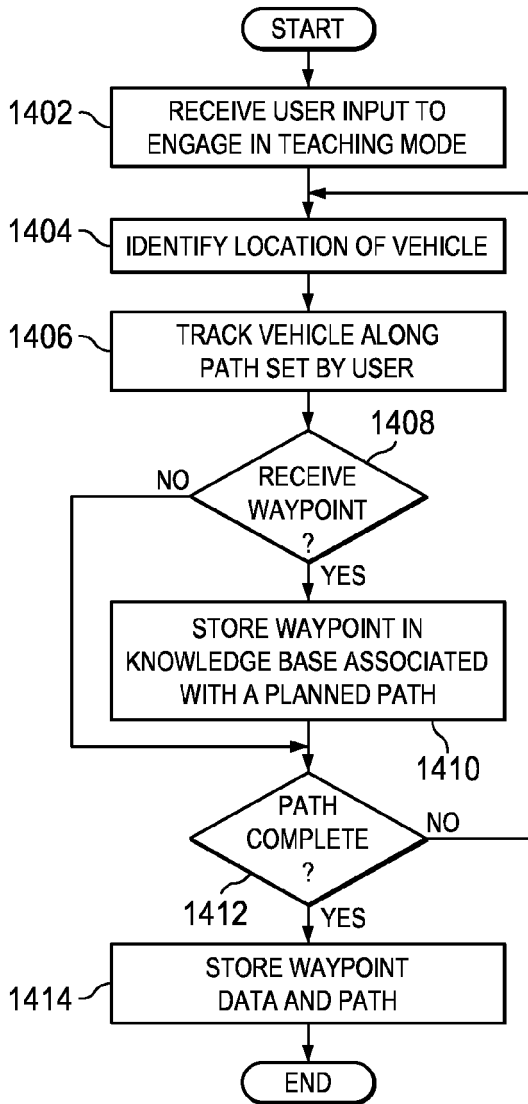 START
1402
RECEIVE USER INPUT TO
ENGAGE IN TEACHING MODE
1404
IDENTIFY LOCATION OF VEHICLE
1406
TRACK VEHICLE ALONG
PATH SET BY USER
1408
NO
RECEIVE
WAYPOINT
?
YES
STORE WAYPOINT IN
KNOWLEDGE BASE ASSOCIATED
WITH A PLANNED PATH
1410
PATH
COMPLETE
?
NO
1412
YES
1414
STORE WAYPOINT
DATA AND PATH
END